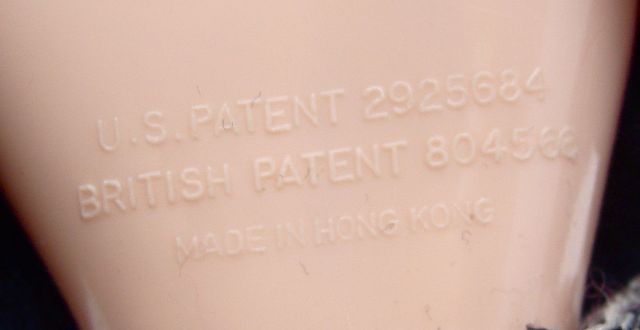 U.S. PATENT 2925684
BRITISH PATENT 804566
MADE IN HONG KONG